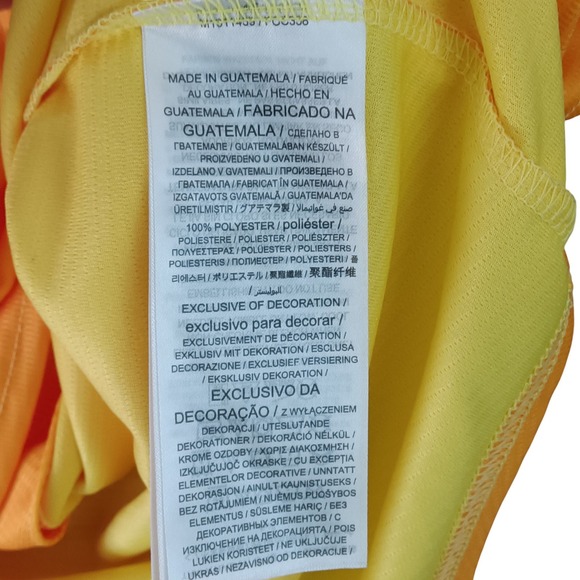 MADE IN GUATEMALA / FABRIQUÉ
AU GUATEMALA / HECHO EN
GUATEMALA / FABRICADO NA
GUATEMALA / СДЕЛАНО В
ГВАТЕМАЛЕ / GUATEMALÁBAN KÉSZÜLT /
PROIZVEDENO U GVATEMALI /
IZDELANO V GVATEMALI / ПРОИЗВЕДЕНО В
ГВАТЕМАЛА / FABRICAT ÎN GUATEMALA /
IZGATAVOTS GVATEMALĀ / GUATEMALA'DA
ÜRETİLMİŞTİR / グアテマラ製 / صنع في غواتيمالا
100% POLYESTER / poliéster /
POLIESTERE / POLIESTER / POLIÉSZTER /
ΠΟΛΥΕΣΤΕΡΑΣ / POLÜESTER / POLIESTERS /
POLIESTERIS / ПОЛИЕСТЕР / POLYESTERI / 폴
리에스터 / ポリエステル / 聚酯纖維 / 聚酯纤维
/ البوليستر
EXCLUSIVE OF DECORATION /
exclusivo para decorar /
EXCLUSIVEMENT DE DÉCORATION /
EXKLUSIV MIT DEKORATION / ESCLUSA
DECORAZIONE / EXCLUSIEF VERSIERING
/ EKSKLUSIV DEKORATION /
EXCLUSIVO DA
DECORAÇÃO / Z WYŁĄCZENIEM
DEKORACJI / UTESLUTANDE
DEKORATIONER / DEKORÁCIÓ NÉLKÜL /
KROME OZDOBY / ΧΩΡΙΣ ΔΙΑΚΟΣΜΗΣΗ /
IZKLJUČUJOČ OKRASKE / CU EXCEPȚIA
ELEMENTELOR DECORATIVE / UNNTATT
DEKORASJON / AINULT KAUNISTUSEKS /
BEZ ROTĀJUMIEM / NUĖMUS PUOŠYBOS
ELEMENTUS / SÜSLEME HARİÇ / БЕЗ
ДЕКОРАТИВНЫХ ЭЛЕМЕНТОВ / С
ИЗКЛЮЧЕНИЕ НА ДЕКОРАЦИЯТА / POIS
LUKIEN KORISTEET / NE UKLJUČUJE
UKRAS / NEZAVISNO OD DEKORACIJE /